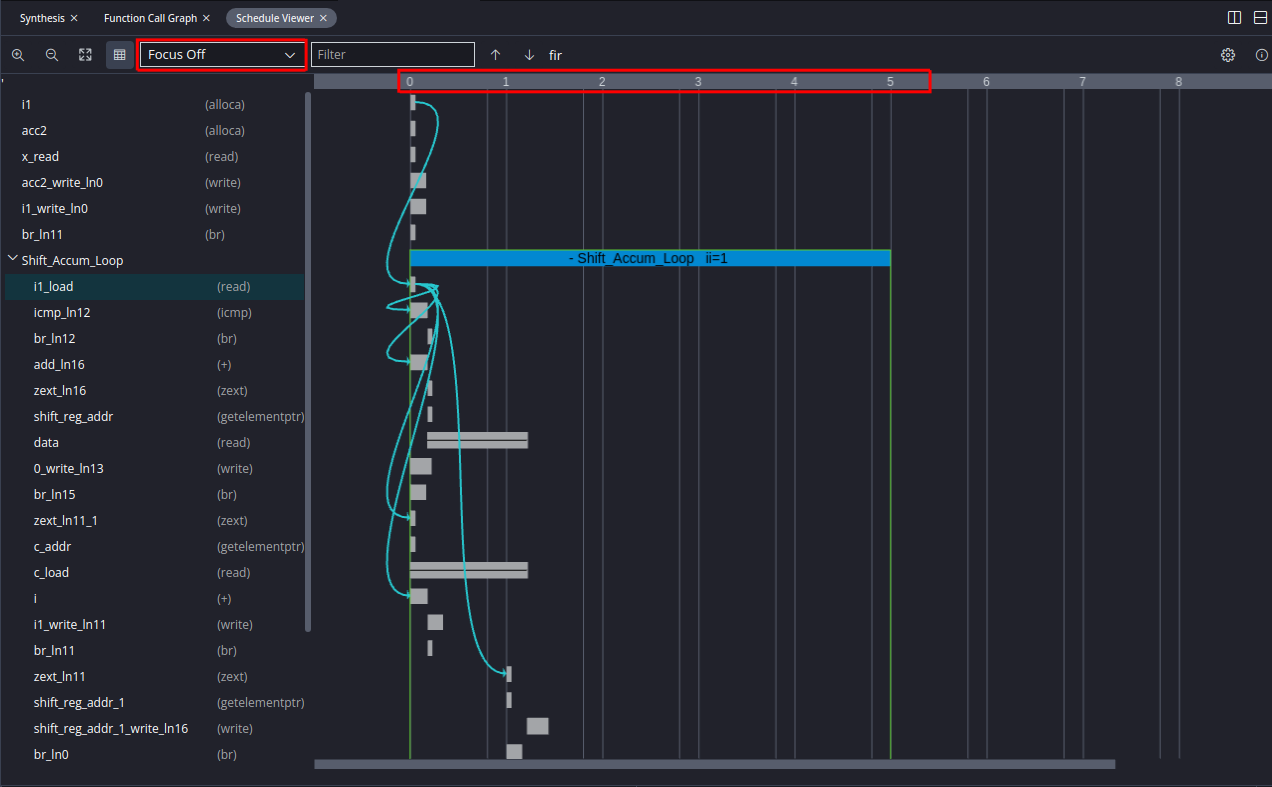 Synthesis × Function Call Graph × Schedule Viewer ×
Focus Off Filter fir
0 1 2 3 4 5 6 7 8
i1 (alloca)
acc2 (alloca)
x_read (read)
acc2_write_ln0 (write)
i1_write_ln0 (write)
br_ln11 (br)
Shift_Accum_Loop - Shift_Accum_Loop ii=1
i1_load (read)
icmp_ln12 (icmp)
br_ln12 (br)
add_ln16 (+)
zext_ln16 (zext)
shift_reg_addr (getelementptr)
data (read)
0_write_ln13 (write)
br_ln15 (br)
zext_ln11_1 (zext)
c_addr (getelementptr)
c_load (read)
i (+)
i1_write_ln11 (write)
br_ln11 (br)
zext_ln11 (zext)
shift_reg_addr_1 (getelementptr)
shift_reg_addr_1_write_ln16 (write)
br_ln0 (br)